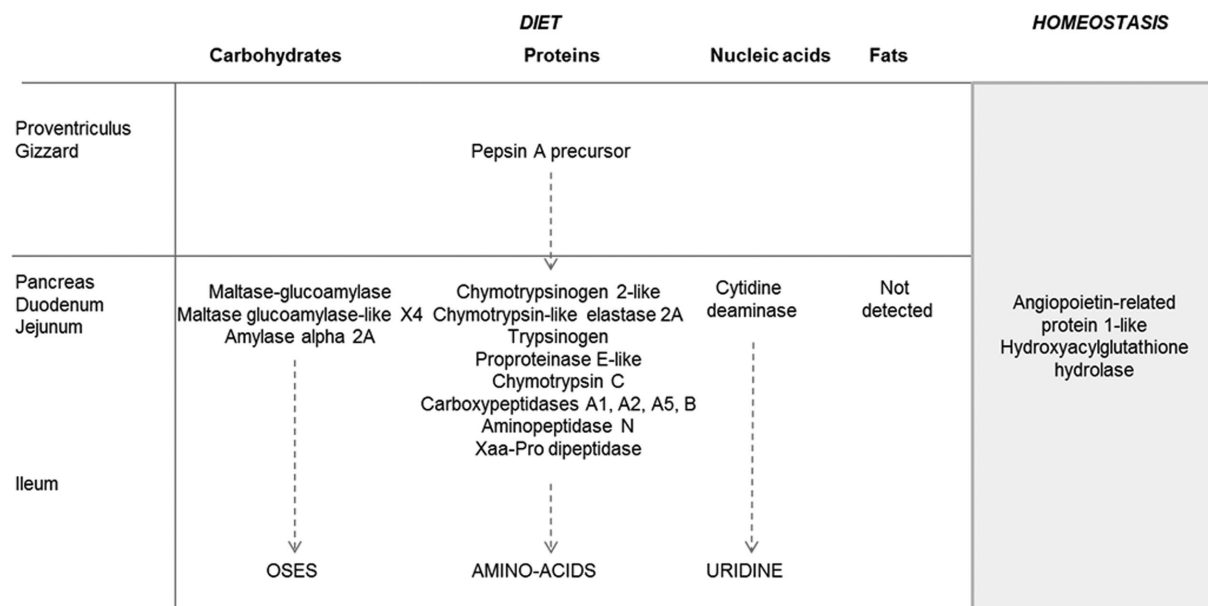 DIET
HOMEOSTASIS
Carbohydrates
Proteins
Nucleic acids
Fats
Proventriculus
Gizzard
Pepsin A precursor
Pancreas
Duodenum
Jejunum
Maltase-glucoamylase
Maltase glucoamylase-like X4
Amylase alpha 2A
Chymotrypsinogen 2-like
Chymotrypsin-like elastase 2A
Trypsinogen
Proproteinase E-like
Chymotrypsin C
Carboxypeptidases A1, A2, A5, B
Aminopeptidase N
Xaa-Pro dipeptidase
Cytidine
deaminase
Not
detected
Angiopoietin-related
protein 1-like
Hydroxyacylglutathione
hydrolase
Ileum
OSES
AMINO-ACIDS
URIDINE